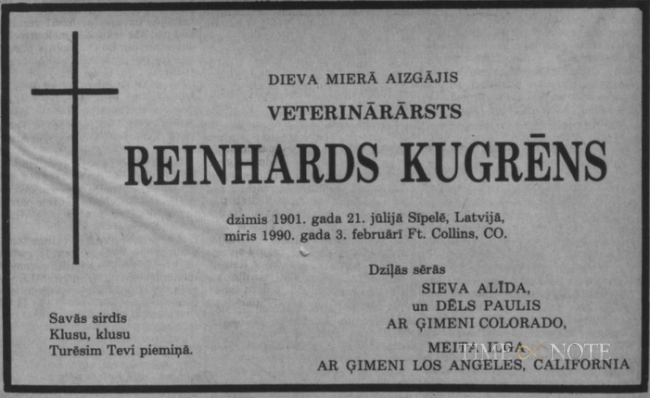 DIEVA MIERĀ AIZGĀJIS
VETERINĀRĀRSTS
REINHARDS KUGRĒNS
dzimis 1901. gada 21. jūlijā Sīpelē, Latvijā,
miris 1990. gada 3. februārī Ft. Collins, CO.
Dziļās sērās
SIEVA ALĪDA,
un DĒLS PAULIS
AR ĢIMENI COLORADO,
MEITA
AR ĢIMENI LOS ANGELES, CALIFORNIA
Savās sirdīs
Klusu, klusu
Turēsim Tevi piemiņā.
TIME NOTE